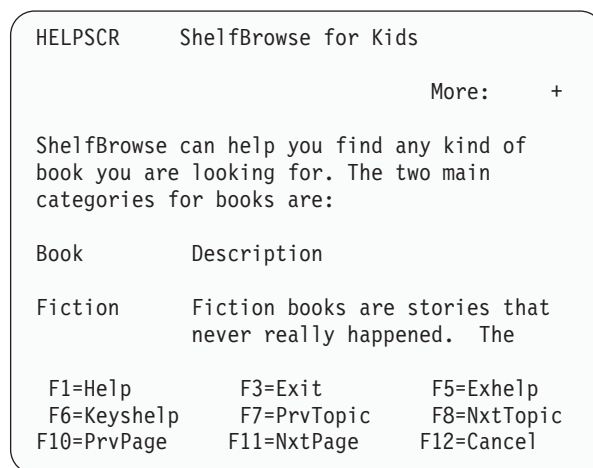 HELPSCR ShelfBrowse for Kids
More: +
ShelfBrowse can help you find any kind of
book you are looking for. The two main
categories for books are:
Book Description
Fiction Fiction books are stories that
never really happened. The
F1=Help F3=Exit F5=Exhelp
F6=Keyshelp F7=PrvTopic F8=NxtTopic
F10=PrvPage F11=NxtPage F12=Cancel